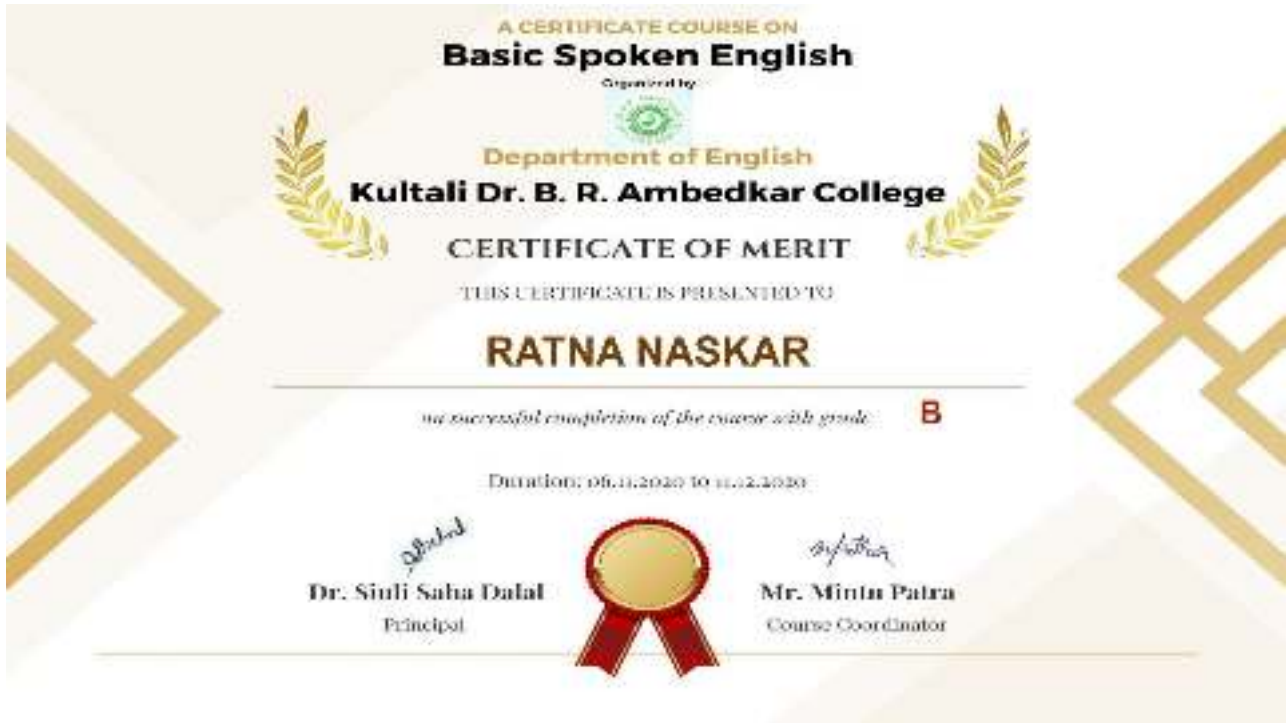 A CERTIFICATE COURSE ON
Basic Spoken English
Organized by
Department of English
Kultali Dr. B. R. Ambedkar College
CERTIFICATE OF MERIT
THIS CERTIFICATE IS PRESENTED TO
RATNA NASKAR
on successful completion of the course with grade B
Duration: 06.11.2020 to 11.12.2020
Dr. Siuli Saha Dalal Mr. Mintu Patra
Principal Course Coordinator